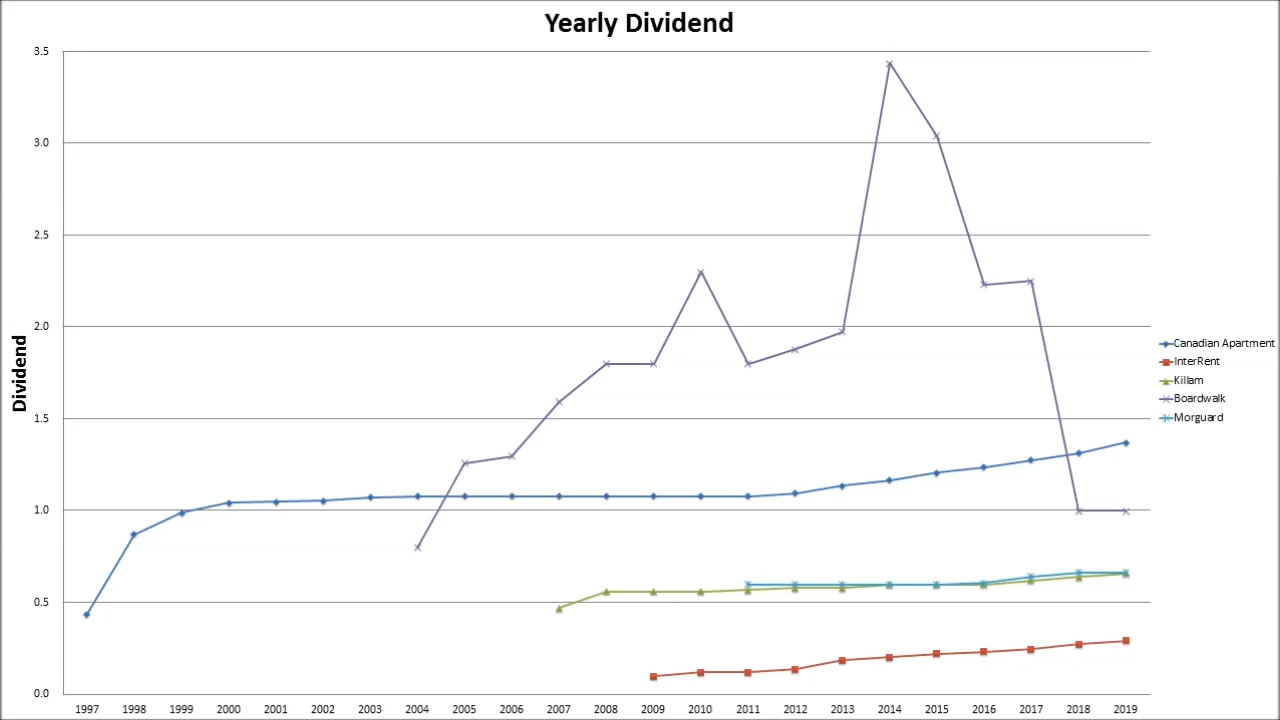 Yearly Dividend
3.5
3.0
2.5
2.0
1.5
1.0
0.5
0.0
Dividend
1997 1998 1999 2000 2001 2002 2003 2004 2005 2006 2007 2008 2009 2010 2011 2012 2013 2014 2015 2016 2017 2018 2019
Canadian Apartment
InterRent
Killam
Boardwalk
Morguard